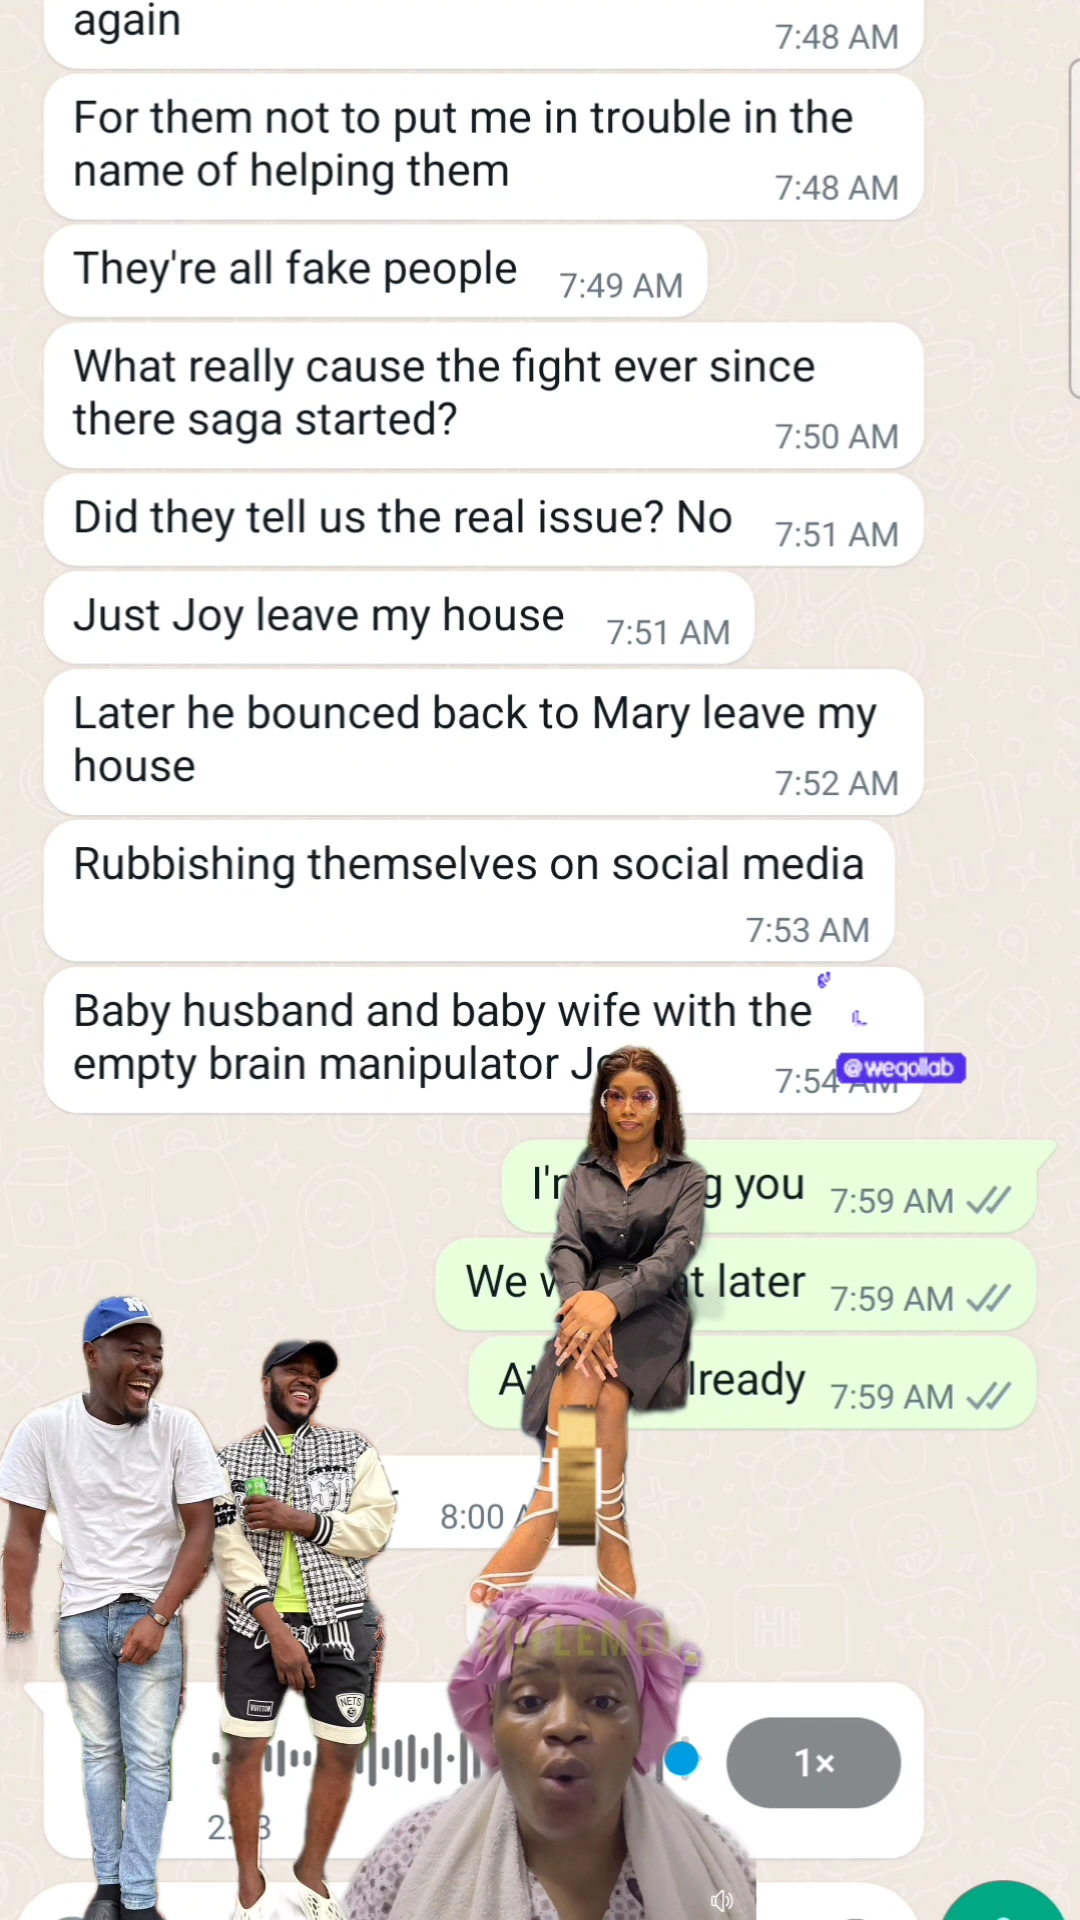 again
7:48 AM
For them not to put me in trouble in the
name of helping them
7:48 AM
They're all fake people
7:49 AM
What really cause the fight ever since
there saga started?
7:50 AM
Did they tell us the real issue? No
7:51 AM
Just Joy leave my house
7:51 AM
Later he bounced back to Mary leave my
house
7:52 AM
Rubbishing themselves on social media
7:53 AM
Baby husband and baby wife with the
empty brain manipulator
7:54 AM
@weqollab
you
7:59 AM
We later
7:59 AM
7:59 AM
8:00
NETS
1×